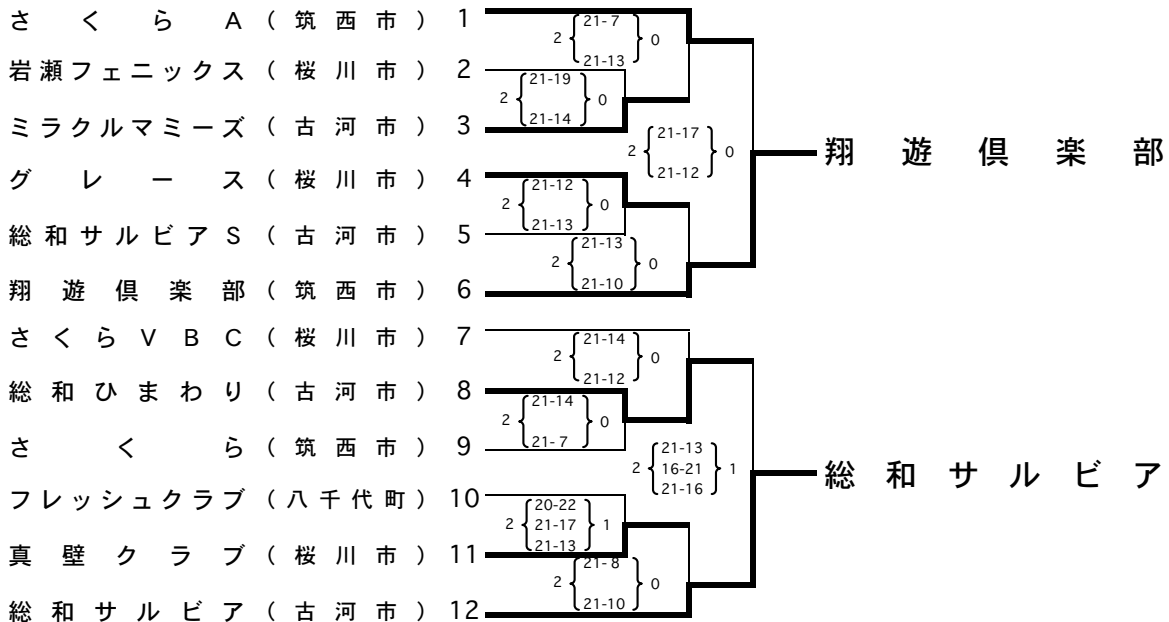 さくらA（筑西市）1
21-7
2 0
21-13
岩瀬フェニックス（桜川市）2
21-19
2 0
21-14
ミラクルマミーズ（古河市）3
21-17
2 0
21-12
翔遊倶楽部
グレース（桜川市）4
21-12
2 0
21-13
総和サルビアS（古河市）5
21-13
2 0
21-10
翔遊倶楽部（筑西市）6
さくらVBC（桜川市）7
21-14
2 0
21-12
総和ひまわり（古河市）8
21-14
2 0
21-7
さくら（筑西市）9
21-13
2 16-21 1
21-16
総和サルビア
フレッシュクラブ（八千代町）10
20-22
2 21-17 1
21-13
真壁クラブ（桜川市）11
21-8
2 0
21-10
総和サルビア（古河市）12